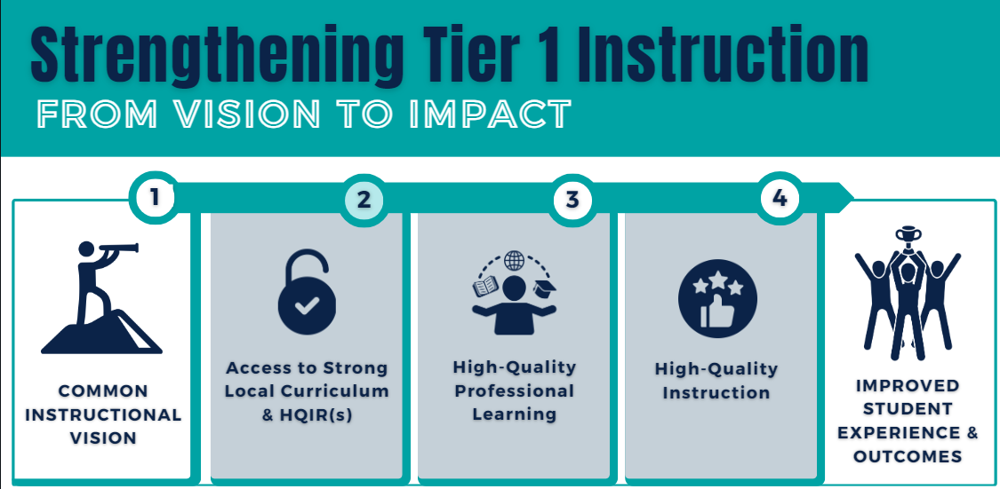 Strengthening Tier 1 Instruction
FROM VISION TO IMPACT
1
2
3
4
COMMON
INSTRUCTIONAL
VISION
Access to Strong
Local Curriculum
& HQIR(s)
High-Quality
Professional
Learning
High-Quality
Instruction
IMPROVED
STUDENT
EXPERIENCE &
OUTCOMES